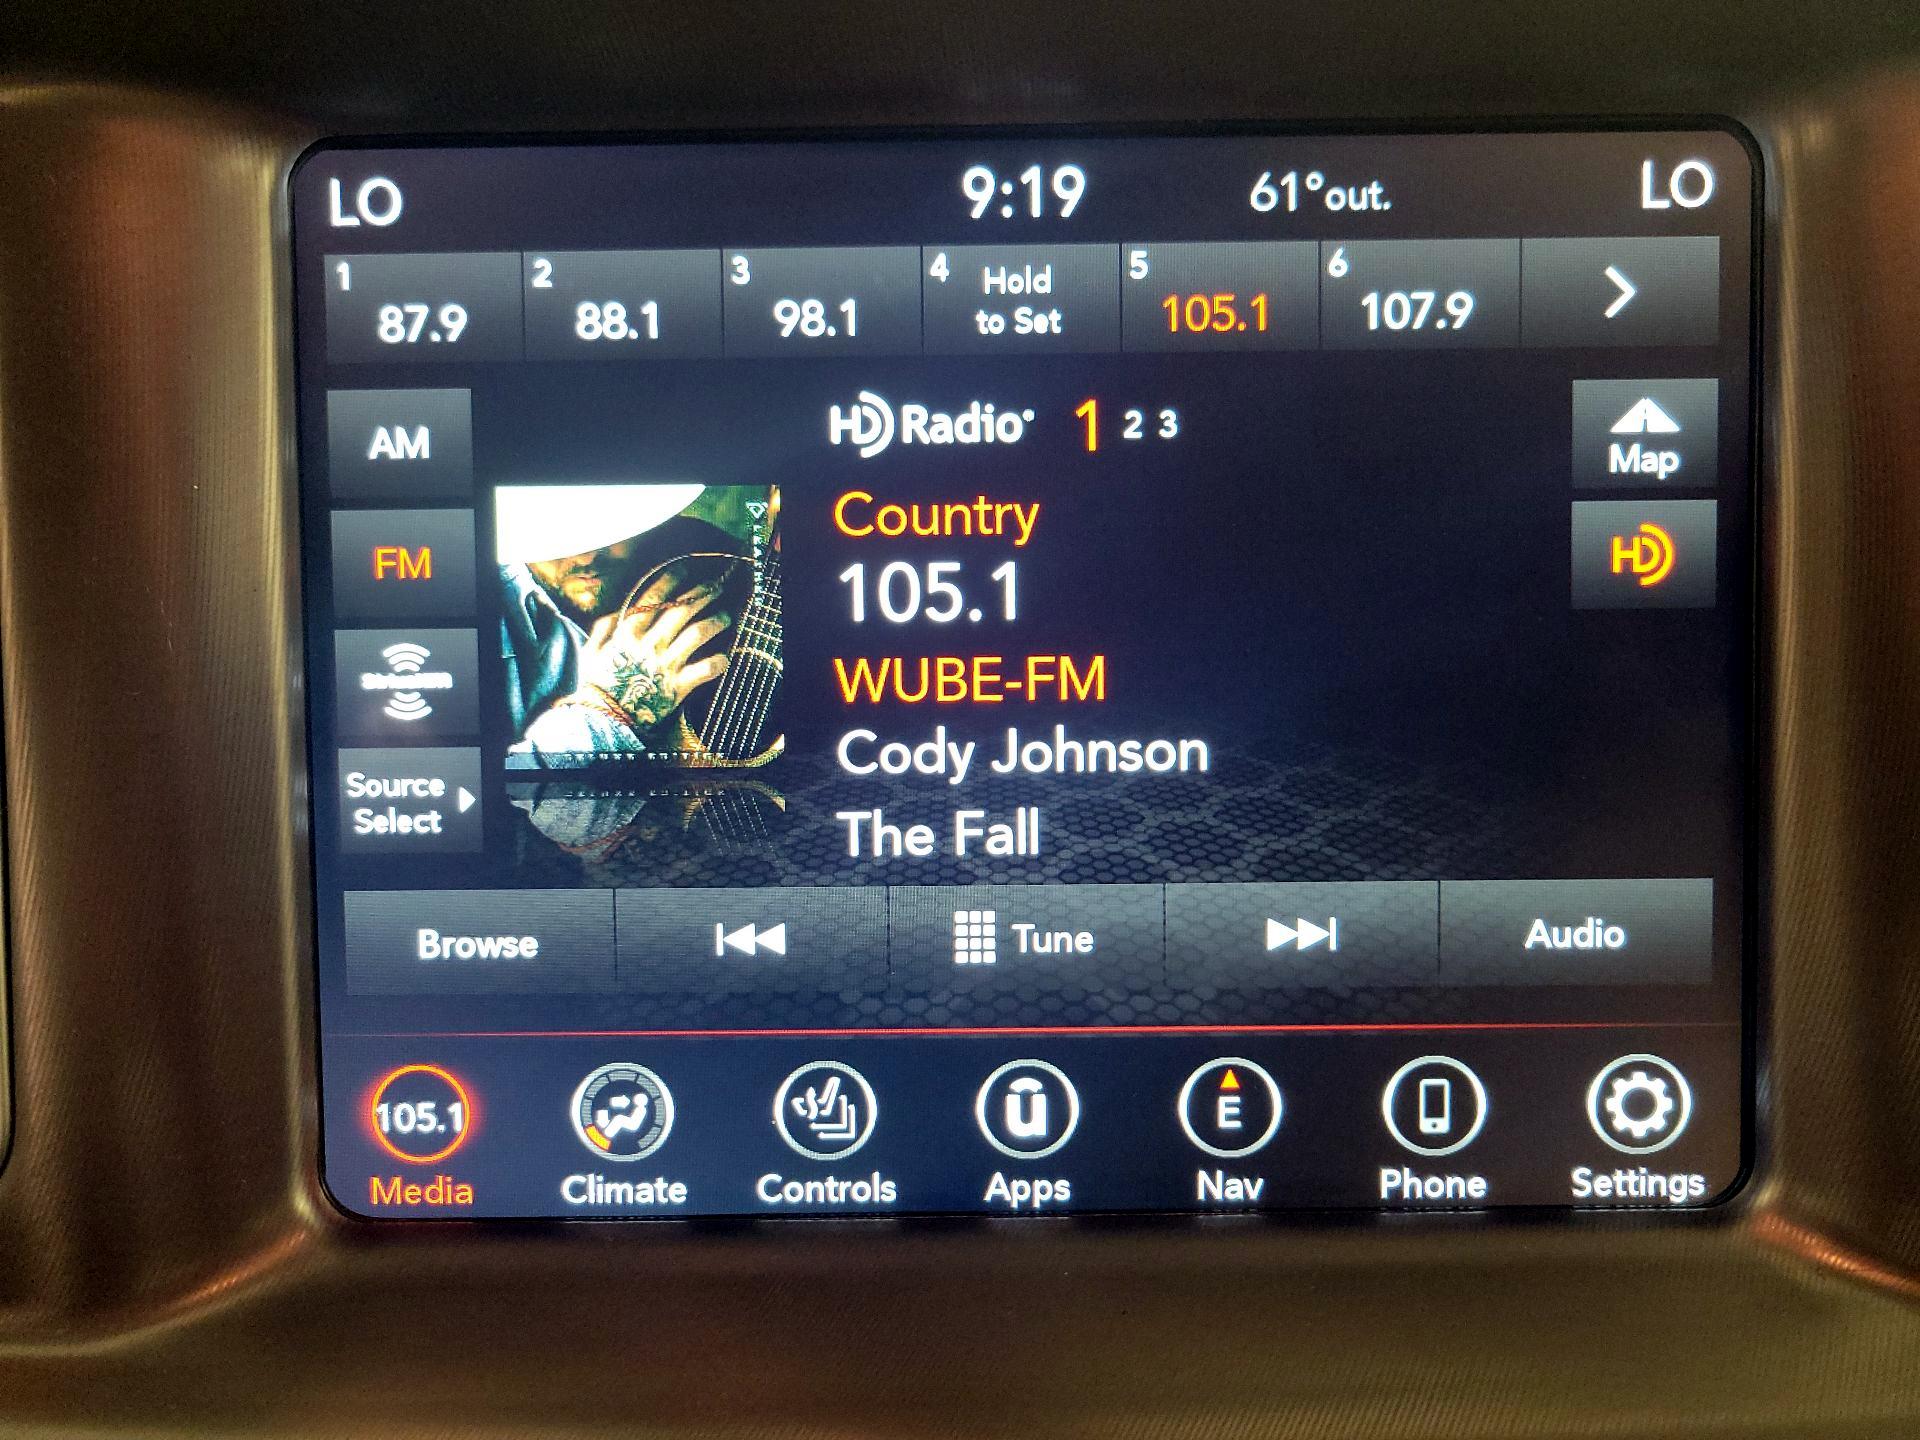 LO 9:19 61°out. LO
1 87.9 2 88.1 3 98.1 4 Hold to Set 5 105.1 6 107.9
AM
FM
Source
Select
HD Radio 1 2 3
Country
105.1
WUBE-FM
Cody Johnson
The Fall
Map
HD
Browse Tune Audio
105.1 u E
Media Climate Controls Apps Nav Phone Settings